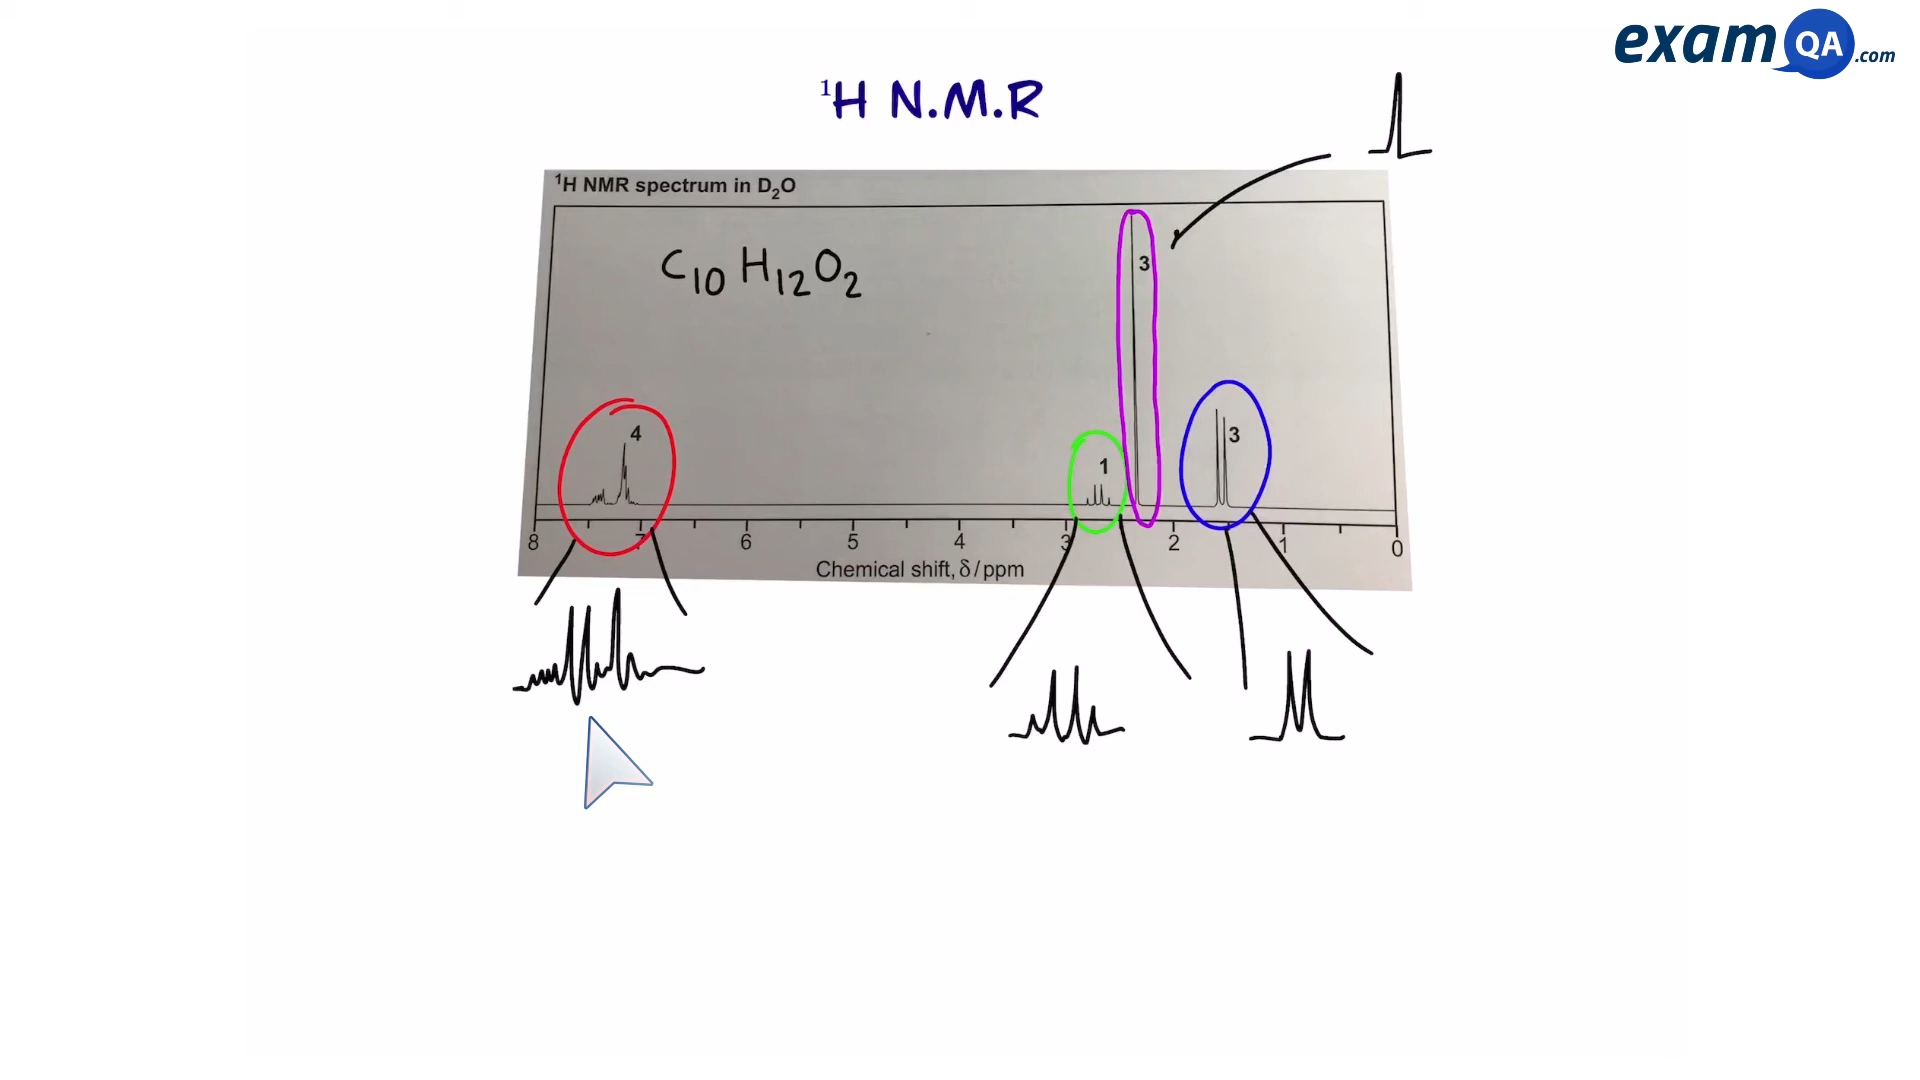 examQA.com
¹H N.M.R
¹H NMR spectrum in D₂O
C₁₀H₁₂O₂
3
4
1
3
8 7 6 5 4 3 2 1 0
Chemical shift, δ/ppm